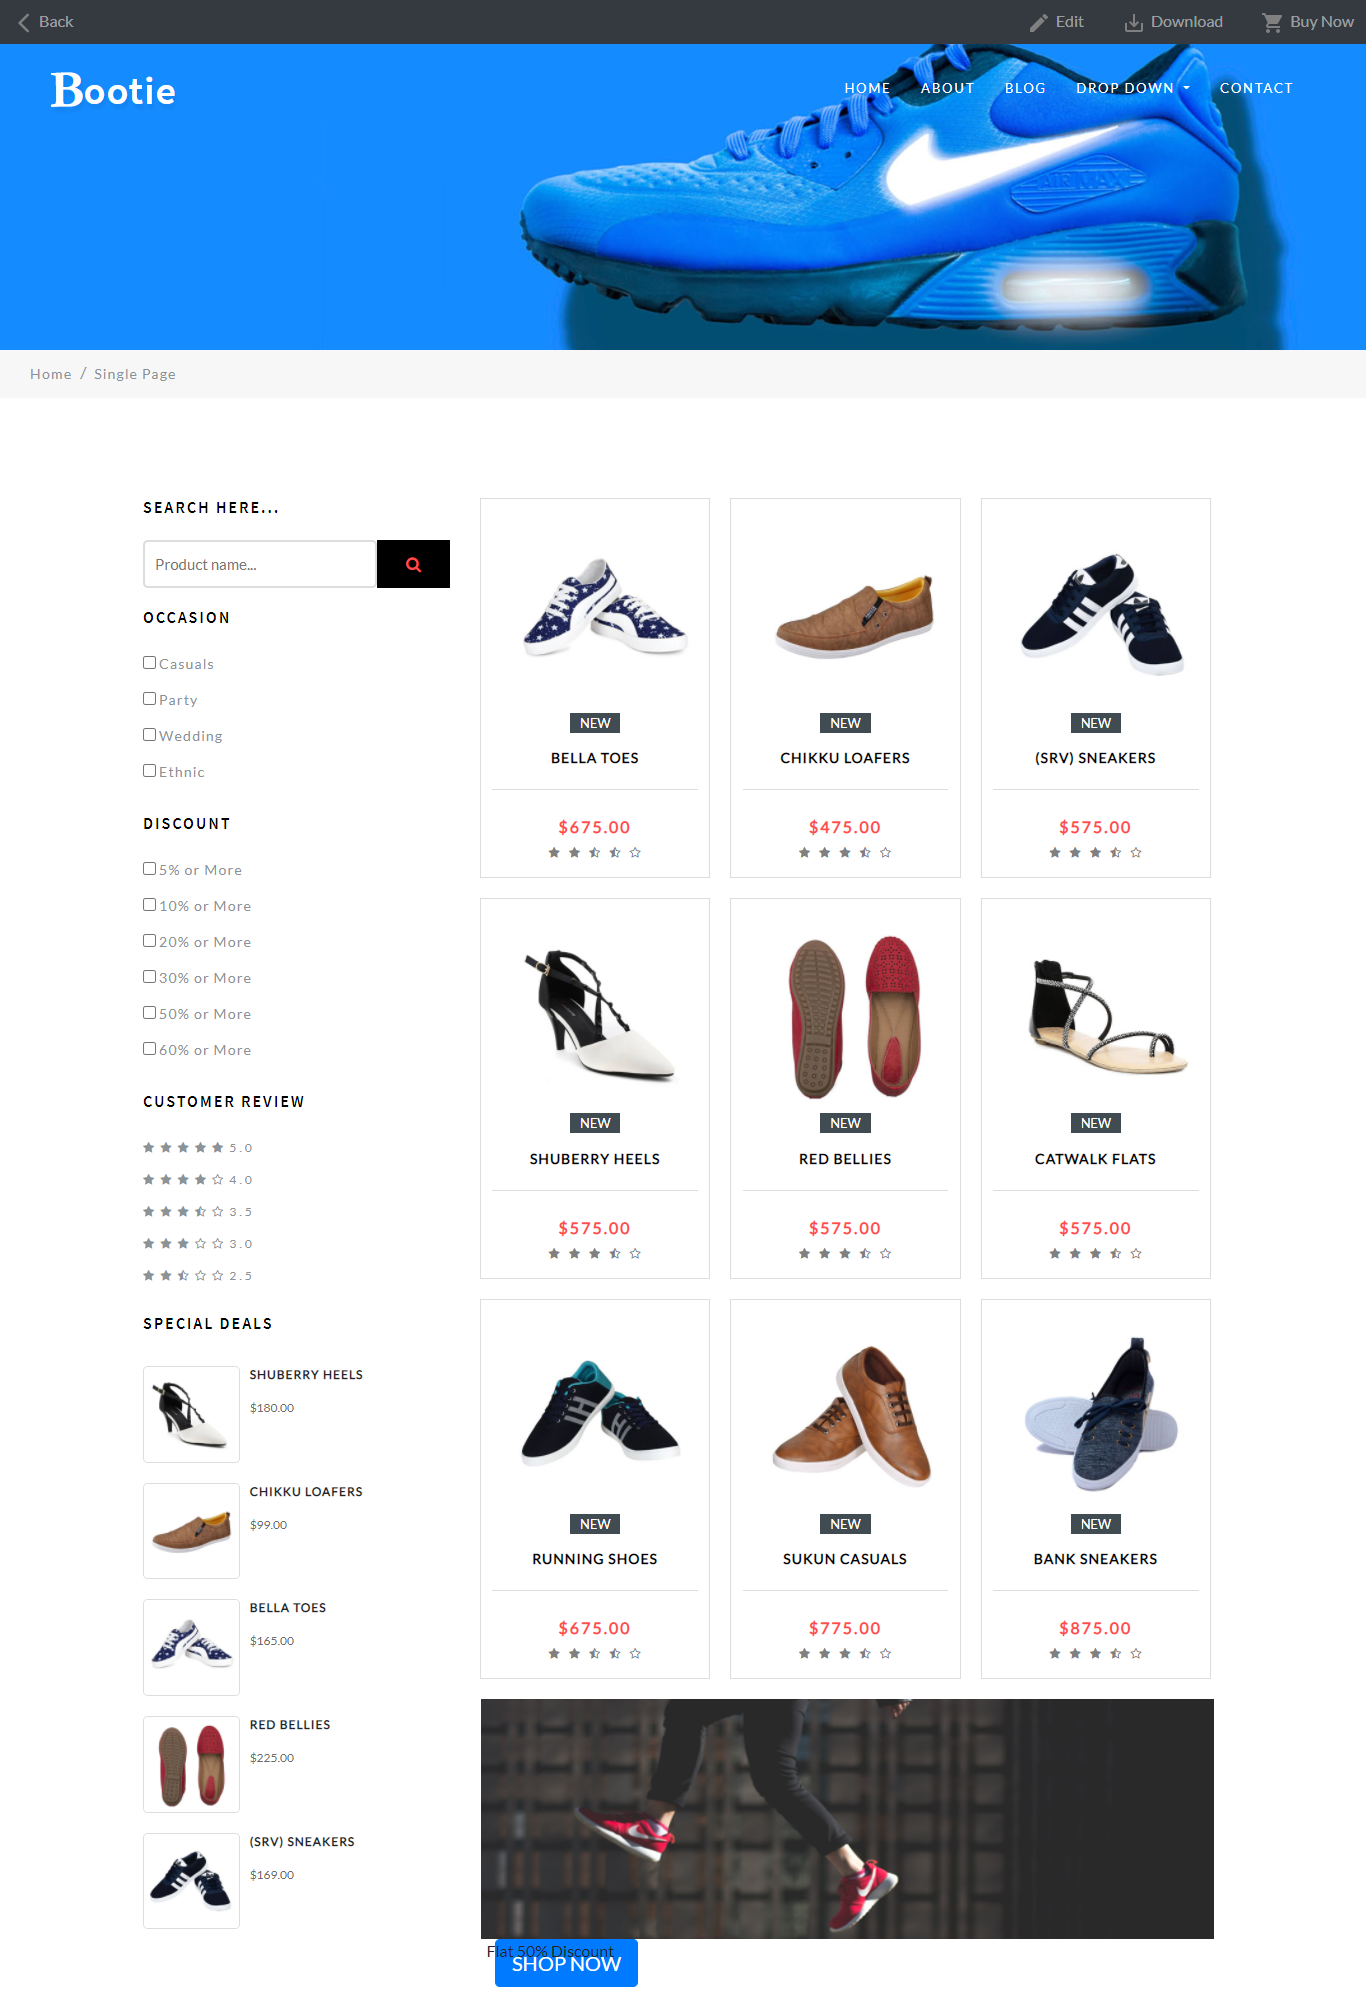 Back
Edit
Download
Buy Now
Bootie
HOME
ABOUT
BLOG
DROP DOWN
CONTACT
AIR MAX
Home / Single Page
SEARCH HERE...
Product name...
OCCASION
Casuals
Party
Wedding
Ethnic
DISCOUNT
5% or More
10% or More
20% or More
30% or More
50% or More
60% or More
CUSTOMER REVIEW
5.0
4.0
3.5
3.0
2.5
SPECIAL DEALS
SHUBERRY HEELS
$180.00
CHIKKU LOAFERS
$99.00
BELLA TOES
$165.00
RED BELLIES
$225.00
(SRV) SNEAKERS
$169.00
NEW
BELLA TOES
$675.00
NEW
CHIKKU LOAFERS
$475.00
NEW
(SRV) SNEAKERS
$575.00
NEW
SHUBERRY HEELS
$575.00
NEW
RED BELLIES
$575.00
NEW
CATWALK FLATS
$575.00
NEW
RUNNING SHOES
$675.00
NEW
SUKUN CASUALS
$775.00
NEW
BANK SNEAKERS
$875.00
Flat 50% Discount
SHOP NOW